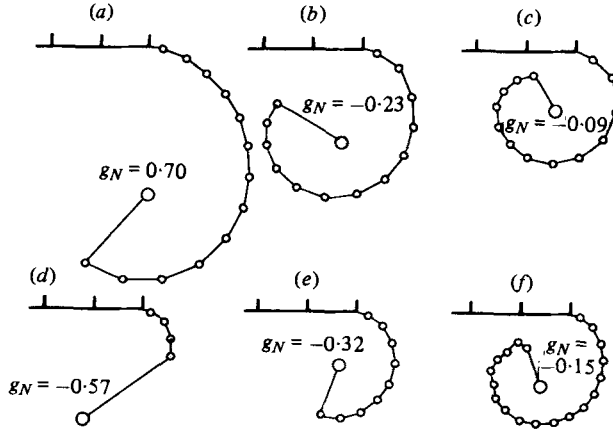 (a)
(b)
(c)
g_N = 0·70
g_N = −0·23
g_N = −0·09
(d)
(e)
(f)
g_N = −0·57
g_N = −0·32
g_N =
−0·15